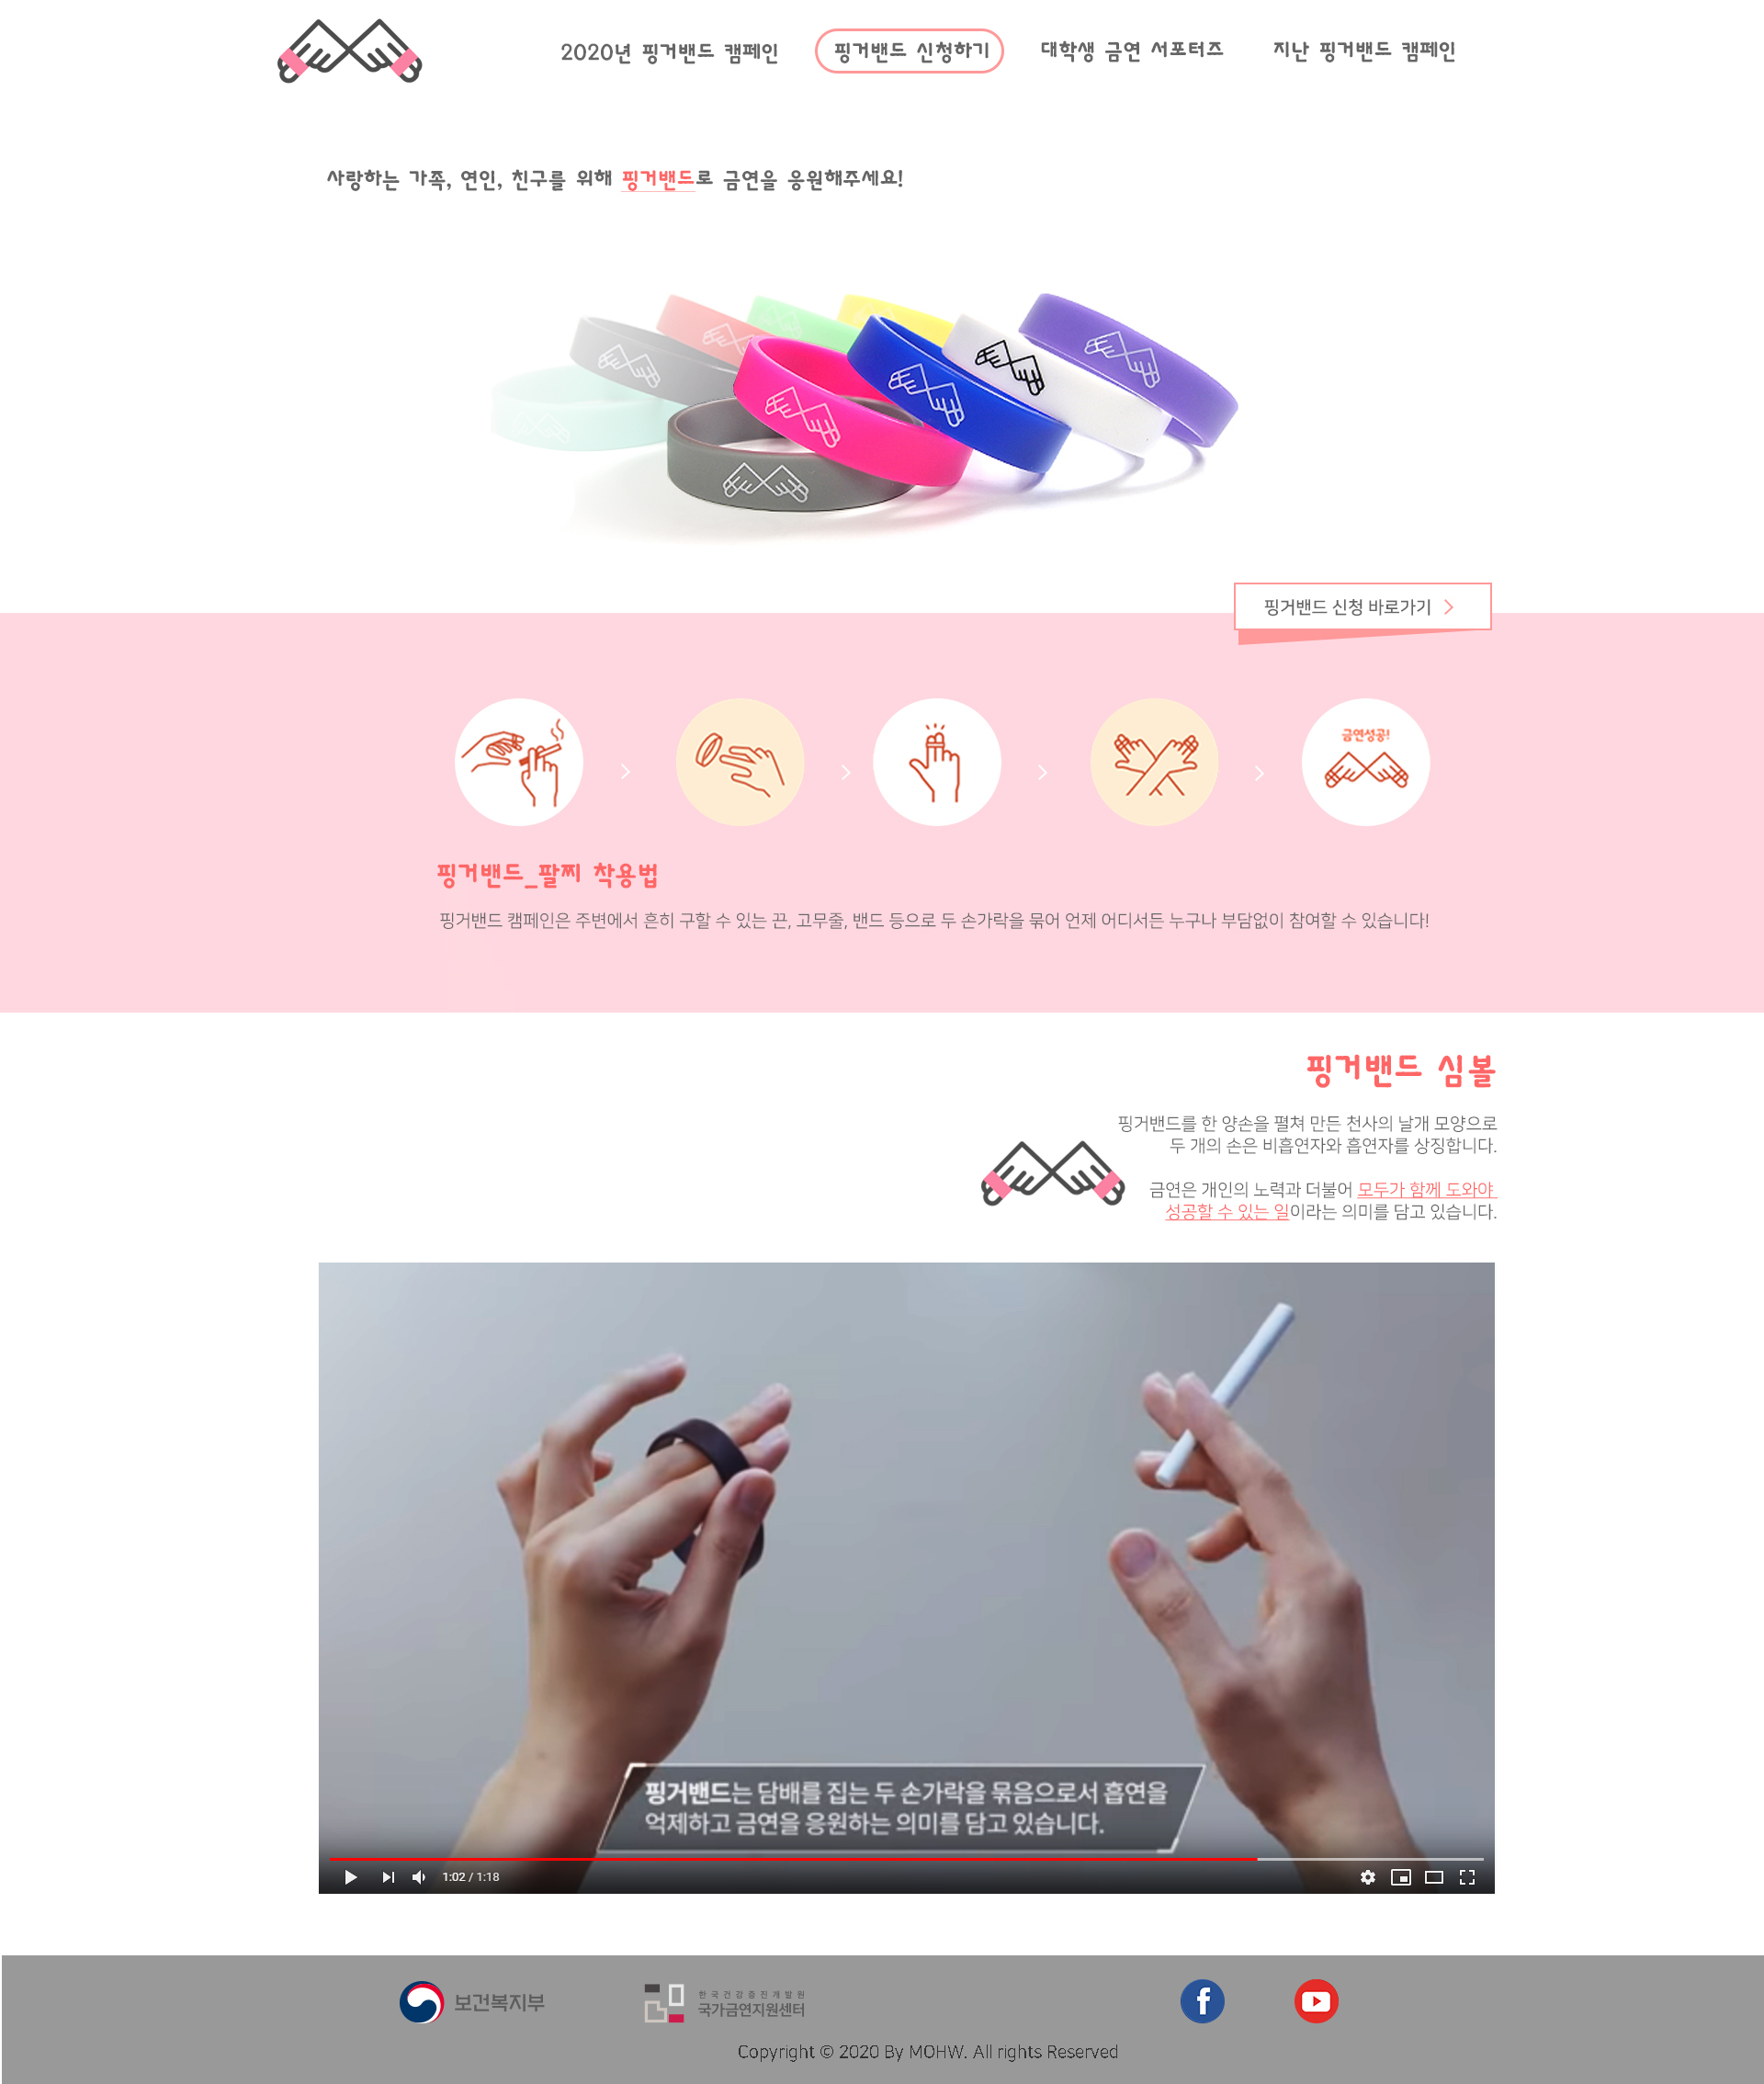 2020년 핑거밴드 캠페인
핑거밴드 신청하기
대학생 금연 서포터즈
지난 핑거밴드 캠페인
사랑하는 가족, 연인, 친구를 위해 핑거밴드로 금연을 응원해주세요!
핑거밴드 신청 바로가기
금연성공!
핑거밴드_팔찌 착용법
핑거밴드 캠페인은 주변에서 흔히 구할 수 있는 끈, 고무줄, 밴드 등으로 두 손가락을 묶어 언제 어디서든 누구나 부담없이 참여할 수 있습니다!
핑거밴드 심볼
핑거밴드를 한 양손을 펼쳐 만든 천사의 날개 모양으로
두 개의 손은 비흡연자와 흡연자를 상징합니다.
금연은 개인의 노력과 더불어 모두가 함께 도와야
성공할 수 있는 일이라는 의미를 담고 있습니다.
핑거밴드는 담배를 집는 두 손가락을 묶음으로서 흡연을
억제하고 금연을 응원하는 의미를 담고 있습니다.
1:02 / 1:18
보건복지부
한국건강증진개발원
국가금연지원센터
Copyright © 2020 By MOHW. All rights Reserved